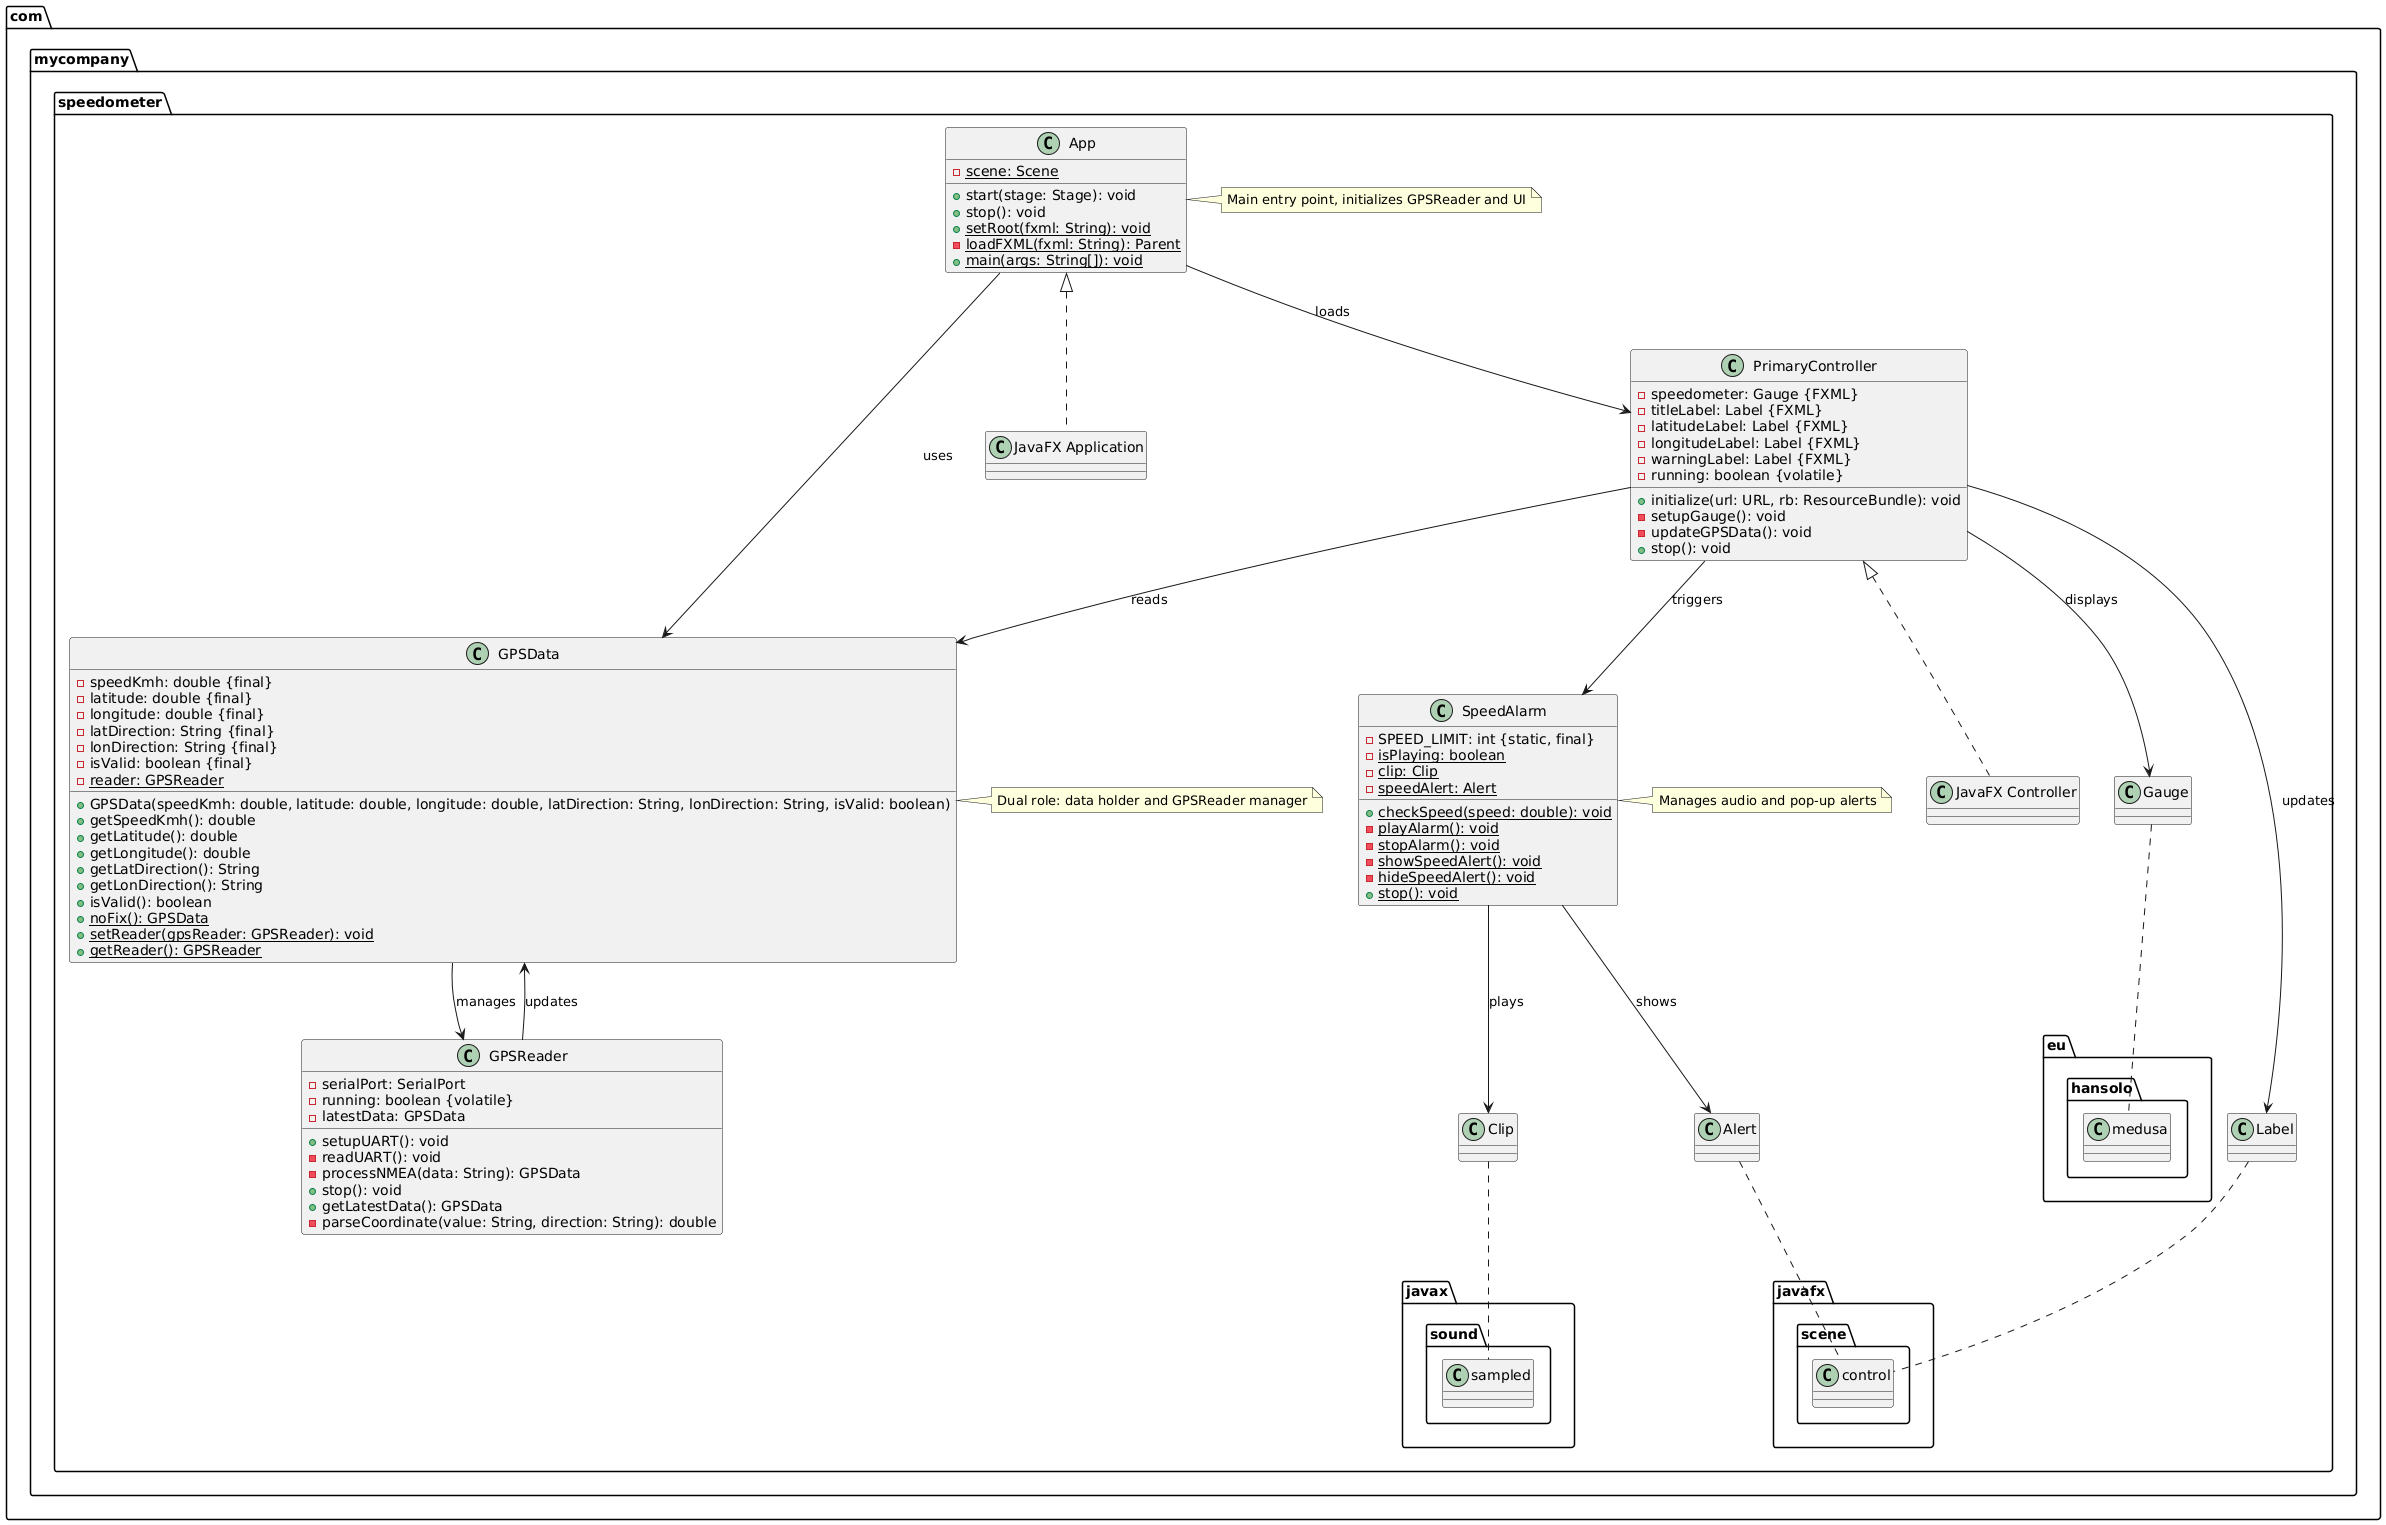 com
mycompany
speedometer
C App
scene: Scene
start(stage: Stage): void
stop(): void
setRoot(fxml: String): void
loadFXML(fxml: String): Parent
main(args: String[]): void
Main entry point, initializes GPSReader and UI
loads
uses
C JavaFX Application
C PrimaryController
speedometer: Gauge {FXML}
titleLabel: Label {FXML}
latitudeLabel: Label {FXML}
longitudeLabel: Label {FXML}
warningLabel: Label {FXML}
running: boolean {volatile}
initialize(url: URL, rb: ResourceBundle): void
setupGauge(): void
updateGPSData(): void
stop(): void
reads
triggers
displays
updates
C GPSData
speedKmh: double {final}
latitude: double {final}
longitude: double {final}
latDirection: String {final}
lonDirection: String {final}
isValid: boolean {final}
reader: GPSReader
GPSData(speedKmh: double, latitude: double, longitude: double, latDirection: String, lonDirection: String, isValid: boolean)
getSpeedKmh(): double
getLatitude(): double
getLongitude(): double
getLatDirection(): String
getLonDirection(): String
isValid(): boolean
noFix(): GPSData
setReader(gpsReader: GPSReader): void
getReader(): GPSReader
Dual role: data holder and GPSReader manager
C SpeedAlarm
SPEED_LIMIT: int {static, final}
isPlaying: boolean
clip: Clip
speedAlert: Alert
checkSpeed(speed: double): void
playAlarm(): void
stopAlarm(): void
showSpeedAlert(): void
hideSpeedAlert(): void
stop(): void
Manages audio and pop-up alerts
C JavaFX Controller
C Gauge
manages
updates
plays
shows
C GPSReader
serialPort: SerialPort
running: boolean {volatile}
latestData: GPSData
setupUART(): void
readUART(): void
processNMEA(data: String): GPSData
stop(): void
getLatestData(): GPSData
parseCoordinate(value: String, direction: String): double
C Clip
C Alert
eu
hansolo
C medusa
C Label
javax
sound
C sampled
javafx
scene
C control